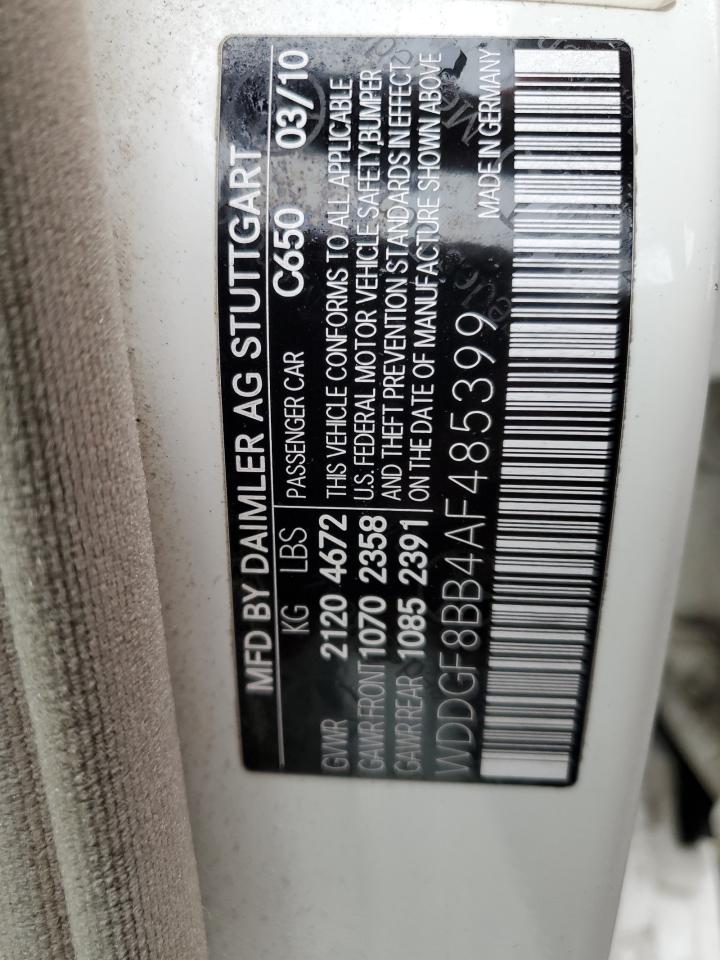 MFD BY DAIMLER AG STUTTGART
KG LBS PASSENGER CAR C650 03/10
GVWR 2120 4672 THIS VEHICLE CONFORMS TO ALL APPLICABLE
GAWR FRONT 1070 2358 U.S. FEDERAL MOTOR VEHICLE SAFETY,BUMPER
GAWR REAR 1085 2391 AND THEFT PREVENTION STANDARDS IN EFFECT
ON THE DATE OF MANUFACTURE SHOWN ABOVE
WDDGF8BB4AF485399 MADE IN GERMANY